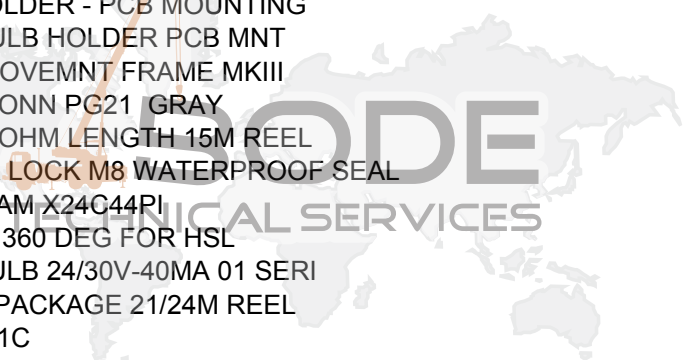 OLDER - PCB MOUNTING
ULB HOLDER PCB MNT
OVEMNT FRAME MKIII
ONN PG21 GRAY
OHM LENGTH 15M REEL
LOCK M8 WATERPROOF SEAL
AM X24C44PI
360 DEG FOR HSL
ULB 24/30V-40MA 01 SERI
PACKAGE 21/24M REEL
1C
SODE
TECHNICAL SERVICES